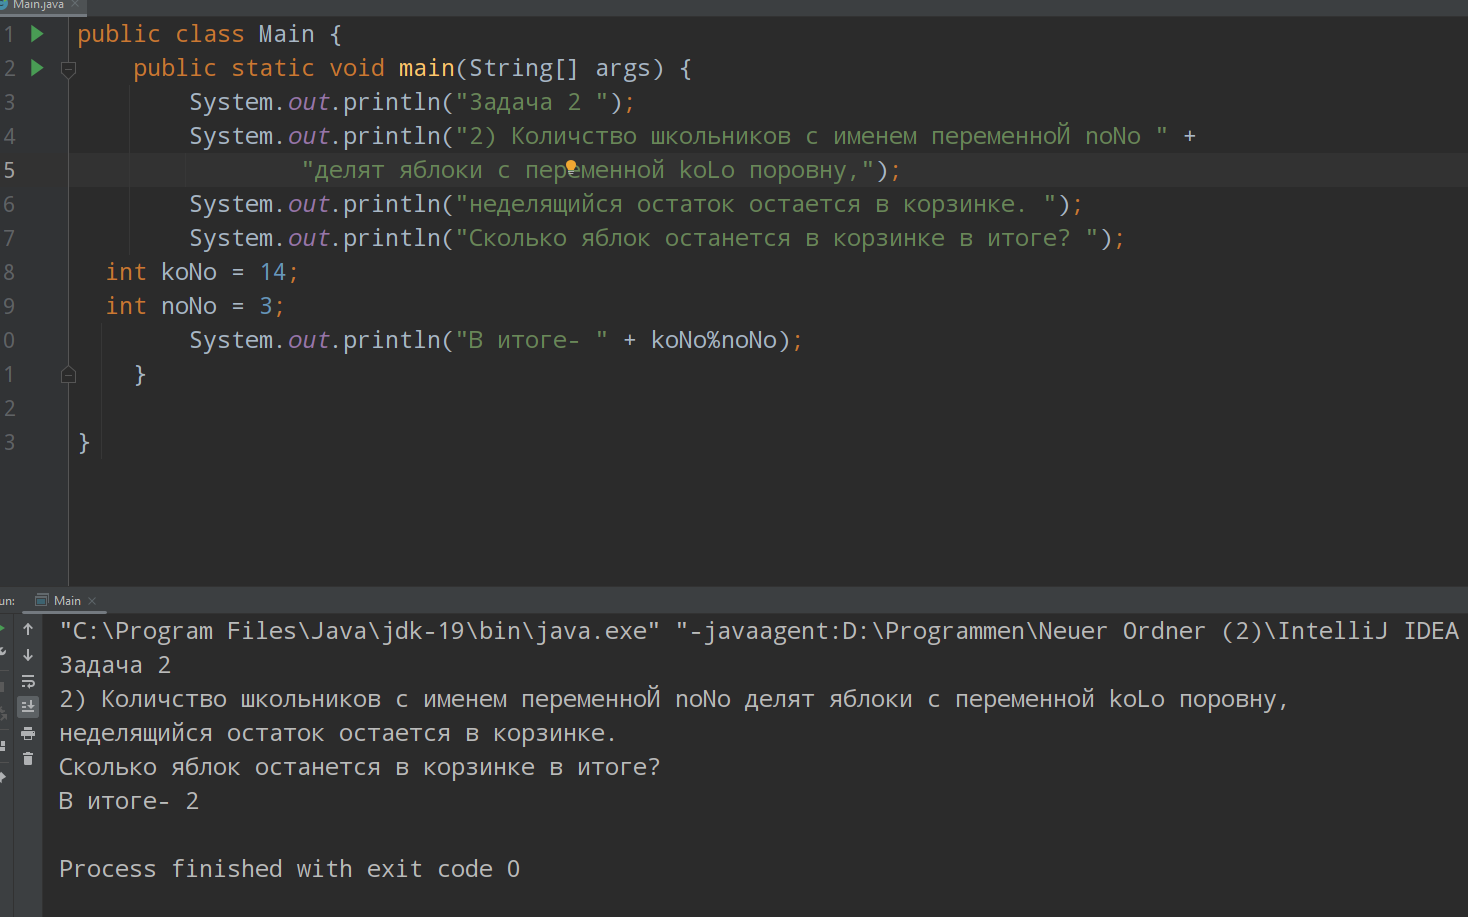 Main.java
1 public class Main {
2 public static void main(String[] args) {
3 System.out.println("Задача 2 ");
4 System.out.println("2) Количство школьников с именем переменноЙ noNo " +
5 "делят яблоки с переменной koLo поровну,");
6 System.out.println("неделящийся остаток остается в корзинке. ");
7 System.out.println("Сколько яблок останется в корзинке в итоге? ");
8 int koNo = 14;
9 int noNo = 3;
0 System.out.println("В итоге- " + koNo%noNo);
1 }
2
3 }
un: Main
"C:\Program Files\Java\jdk-19\bin\java.exe" "-javaagent:D:\Programmen\Neuer Ordner (2)\IntelliJ IDEA
Задача 2
2) Количство школьников с именем переменноЙ noNo делят яблоки с переменной koLo поровну,
неделящийся остаток остается в корзинке.
Сколько яблок останется в корзинке в итоге?
В итоге- 2
Process finished with exit code 0